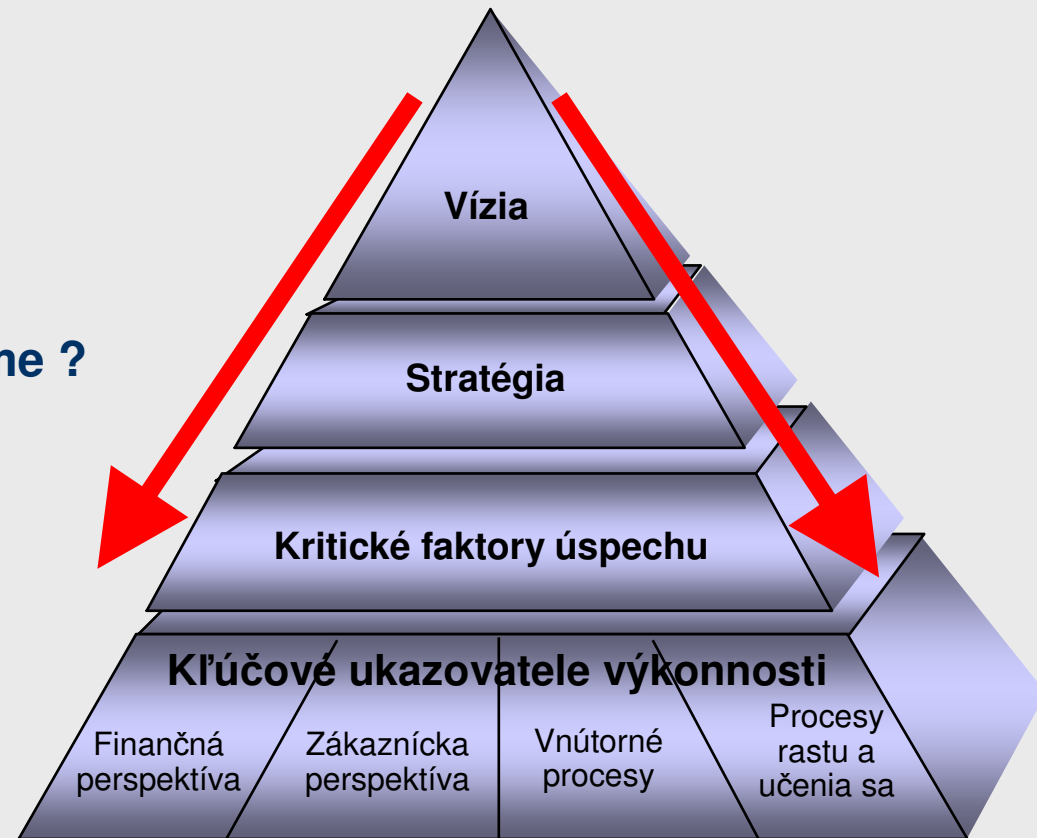 Vízia
ne ?
Stratégia
Kritické faktory úspechu
Kľúčové ukazovatele výkonnosti
Finančná
perspektíva
Zákaznícka
perspektíva
Vnútorné
procesy
Procesy
rastu a
učenia sa